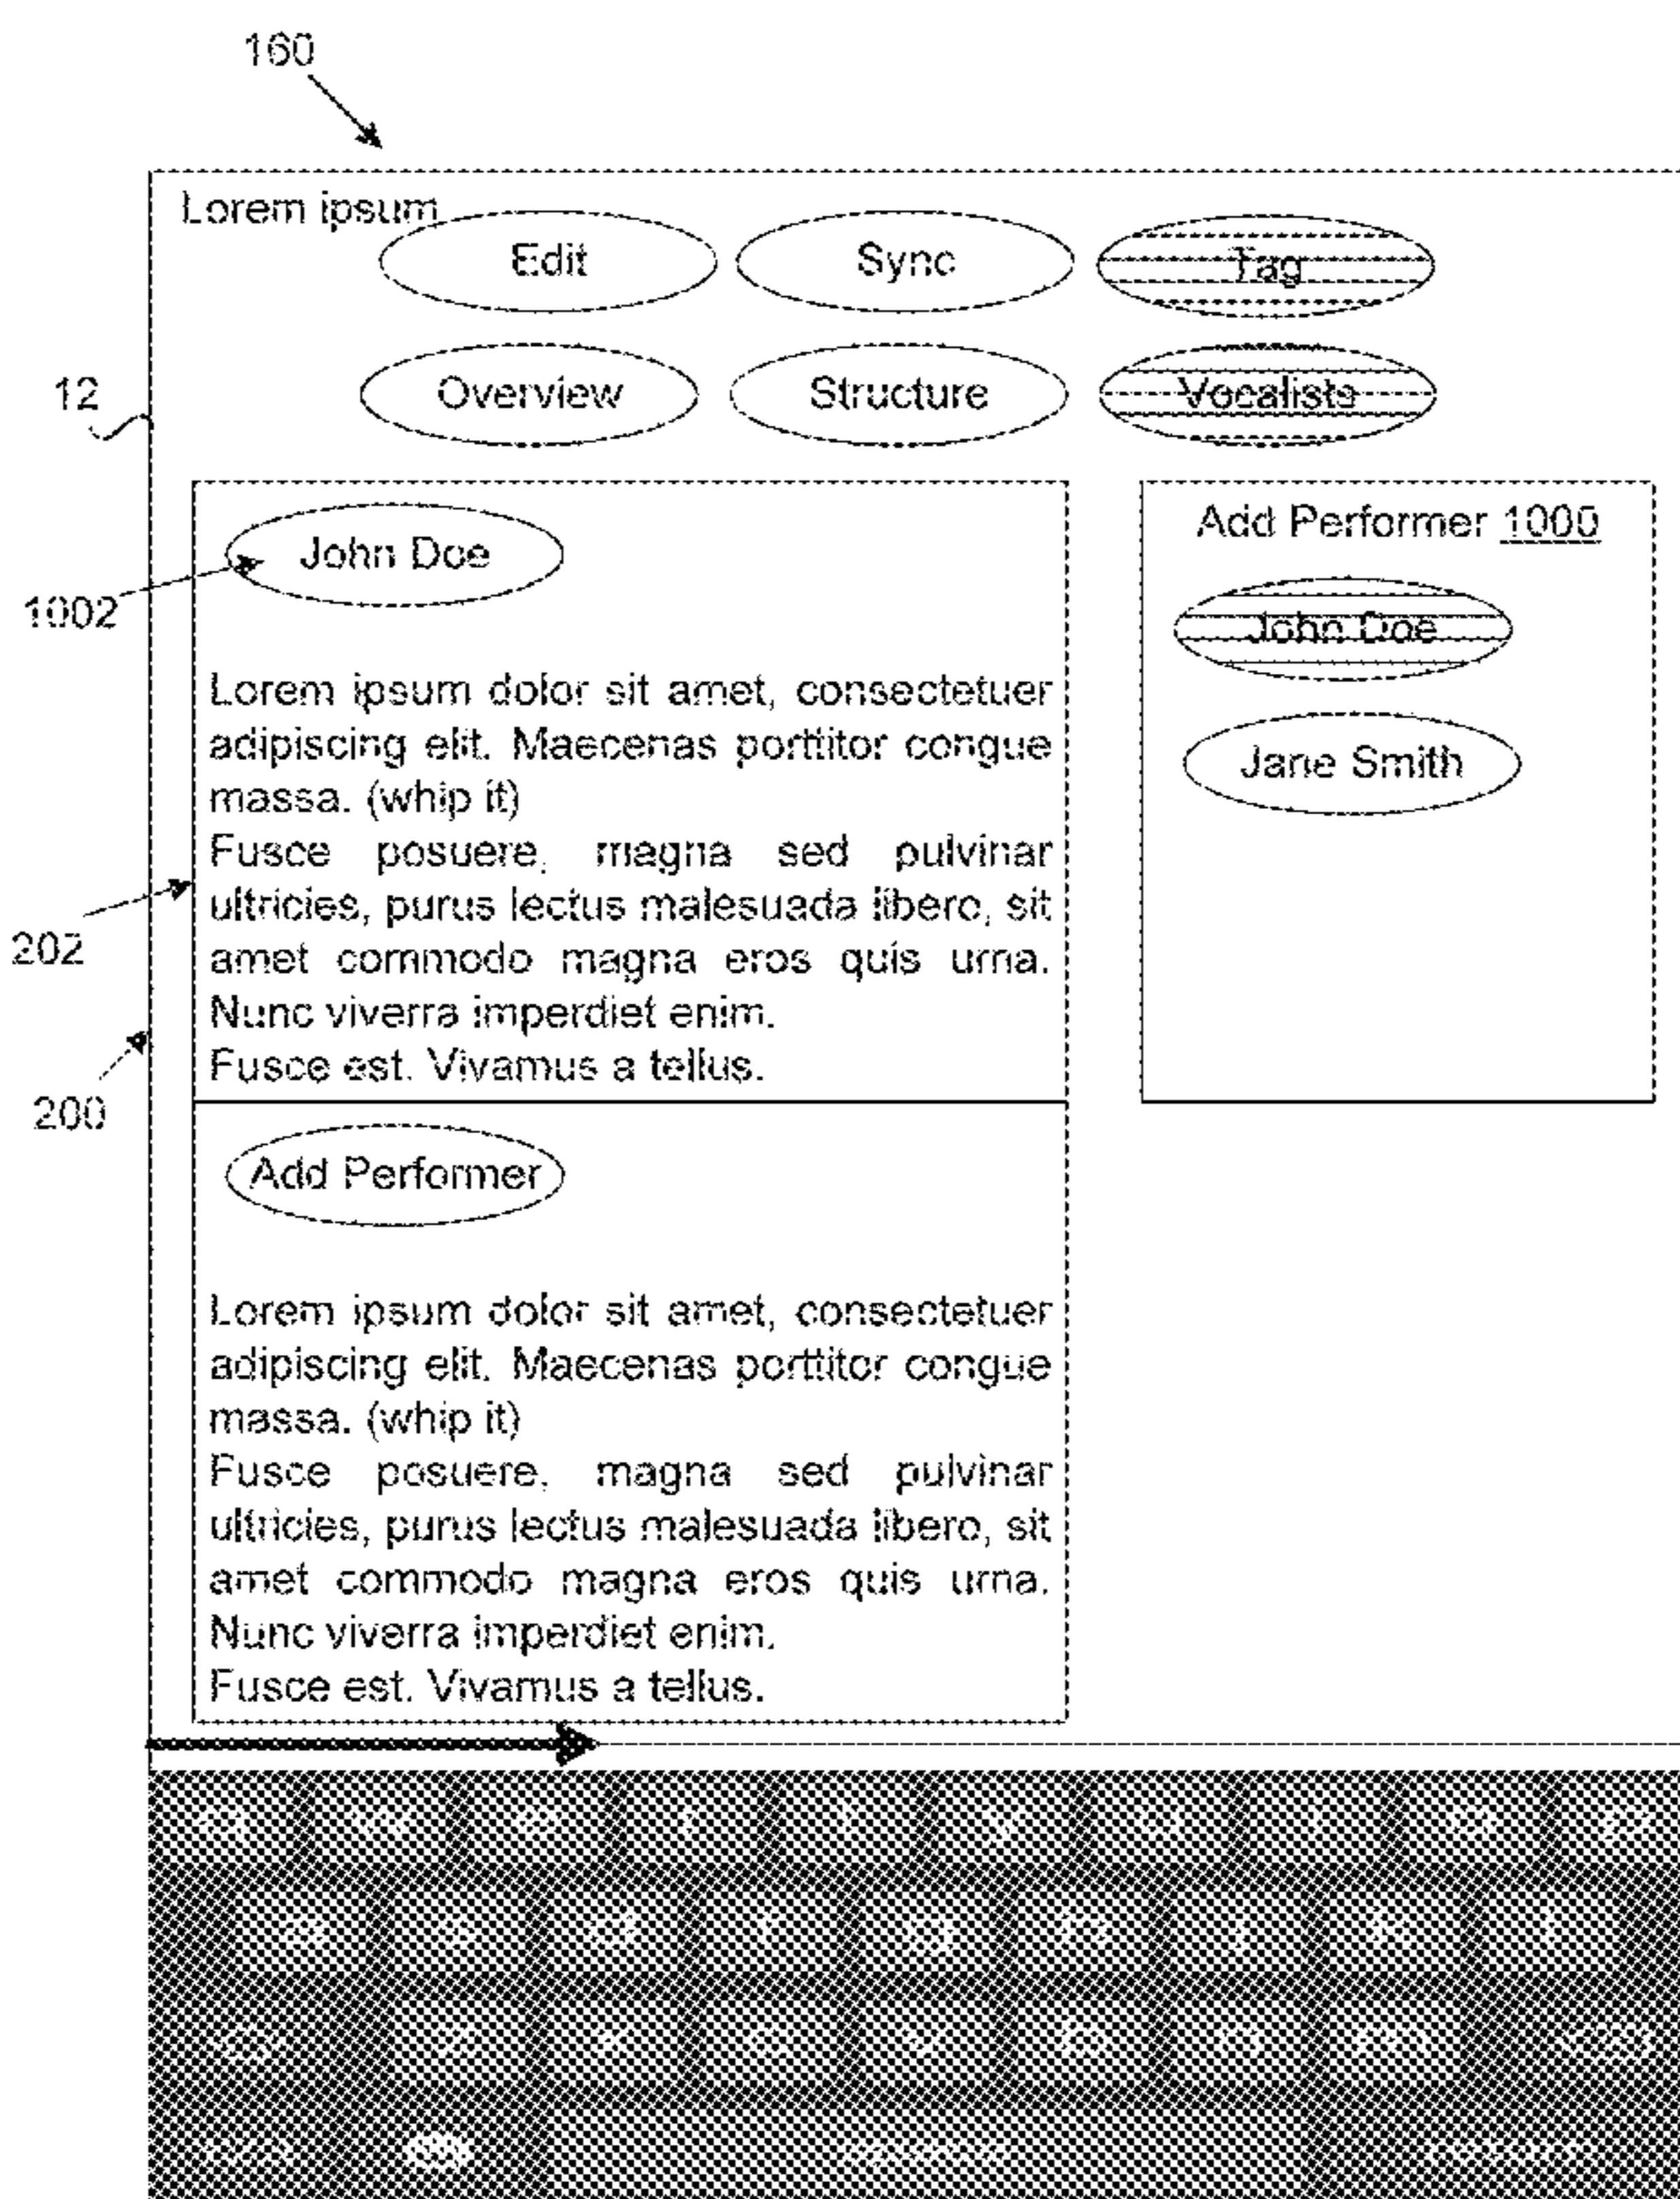 160
Lorem ipsum
Edit Sync Tag
12
Overview Structure Vocalists
John Doe
Add Performer 1000
1002
John Doe
Lorem ipsum dolor sit amet, consectetuer
adipiscing elit. Maecenas porttitor congue
massa. (whip it)
Jane Smith
Fusce posuere, magna sed pulvinar
ultricies, purus lectus malesuada libero, sit
202
amet commodo magna eros quis urna.
Nunc viverra imperdiet enim.
Fusce est. Vivamus a tellus.
200
Add Performer
Lorem ipsum dolor sit amet, consectetuer
adipiscing elit. Maecenas porttitor congue
massa. (whip it)
Fusce posuere, magna sed pulvinar
ultricies, purus lectus malesuada libero, sit
amet commodo magna eros quis urna.
Nunc viverra imperdiet enim.
Fusce est. Vivamus a tellus.
q w e r t y u i o p
a s d f g h j k l
z x c v b n m